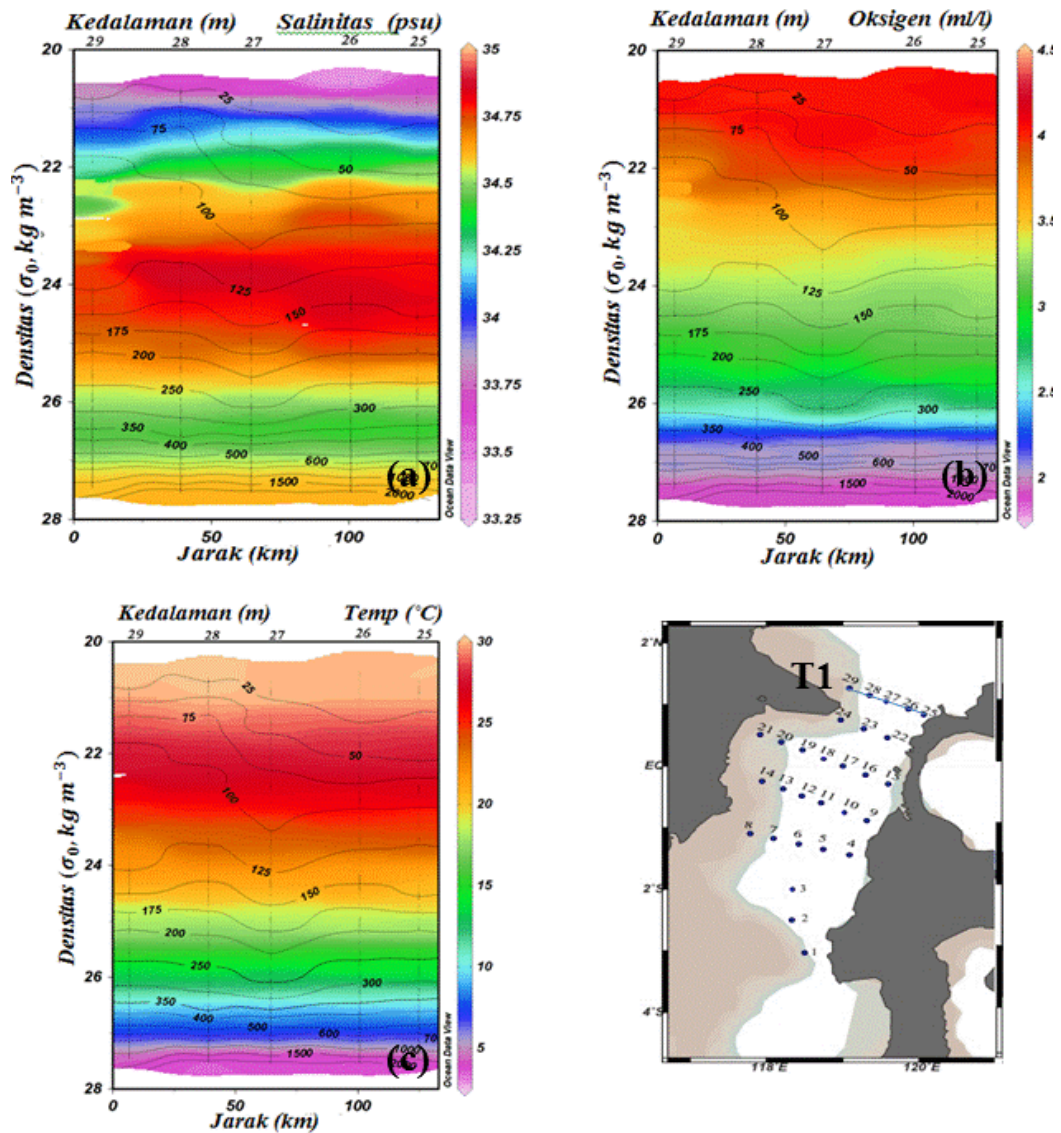 Kedalaman (m) Salinitas (psu)
29 28 27 26 25
20
22
24
26
28
Densitas (σ₀, kg m⁻³)
25
75
50
100
125
150
175
200
250
300
350
400
500
600
1500
2000
(a)
0 50 100
Jarak (km)
35
34.75
34.5
34.25
34
33.75
33.5
33.25
Ocean Data View
Kedalaman (m) Oksigen (ml/l)
29 28 27 26 25
20
22
24
26
28
Densitas (σ₀, kg m⁻³)
25
75
50
100
125
150
175
200
250
300
350
400
500
600
1500
2000
(b)
0 50 100
Jarak (km)
4.5
4
3.5
3
2.5
2
Ocean Data View
Kedalaman (m) Temp (°C)
29 28 27 26 25
20
22
24
26
28
Densitas (σ₀, kg m⁻³)
25
75
50
100
125
150
175
200
250
300
350
400
500
600
1000
1500
(c)
0 50 100
Jarak (km)
30
25
20
15
10
5
Ocean Data View
2°N
EQ
2°S
4°S
118°E 120°E
T1
29 28 27 26 25
24 23 22
21 20 19 18 17 16 15
14 13 12 11 10 9
8 7 6 5 4
3
2
1